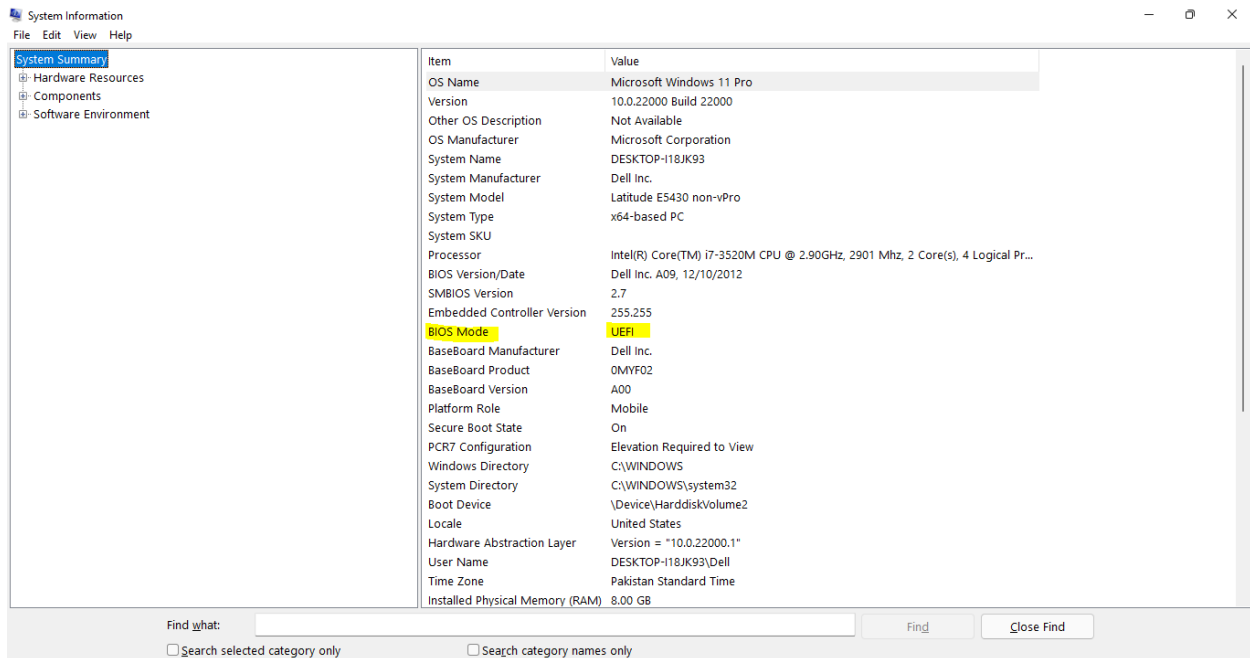 System Information
File Edit View Help
System Summary
Hardware Resources
Components
Software Environment
Item Value
OS Name Microsoft Windows 11 Pro
Version 10.0.22000 Build 22000
Other OS Description Not Available
OS Manufacturer Microsoft Corporation
System Name DESKTOP-I18JK93
System Manufacturer Dell Inc.
System Model Latitude E5430 non-vPro
System Type x64-based PC
System SKU
Processor Intel(R) Core(TM) i7-3520M CPU @ 2.90GHz, 2901 Mhz, 2 Core(s), 4 Logical Pr...
BIOS Version/Date Dell Inc. A09, 12/10/2012
SMBIOS Version 2.7
Embedded Controller Version 255.255
BIOS Mode UEFI
BaseBoard Manufacturer Dell Inc.
BaseBoard Product 0MYF02
BaseBoard Version A00
Platform Role Mobile
Secure Boot State On
PCR7 Configuration Elevation Required to View
Windows Directory C:\WINDOWS
System Directory C:\WINDOWS\system32
Boot Device \Device\HarddiskVolume2
Locale United States
Hardware Abstraction Layer Version = "10.0.22000.1"
User Name DESKTOP-I18JK93\Dell
Time Zone Pakistan Standard Time
Installed Physical Memory (RAM) 8.00 GB
Find what: Find Close Find
Search selected category only Search category names only